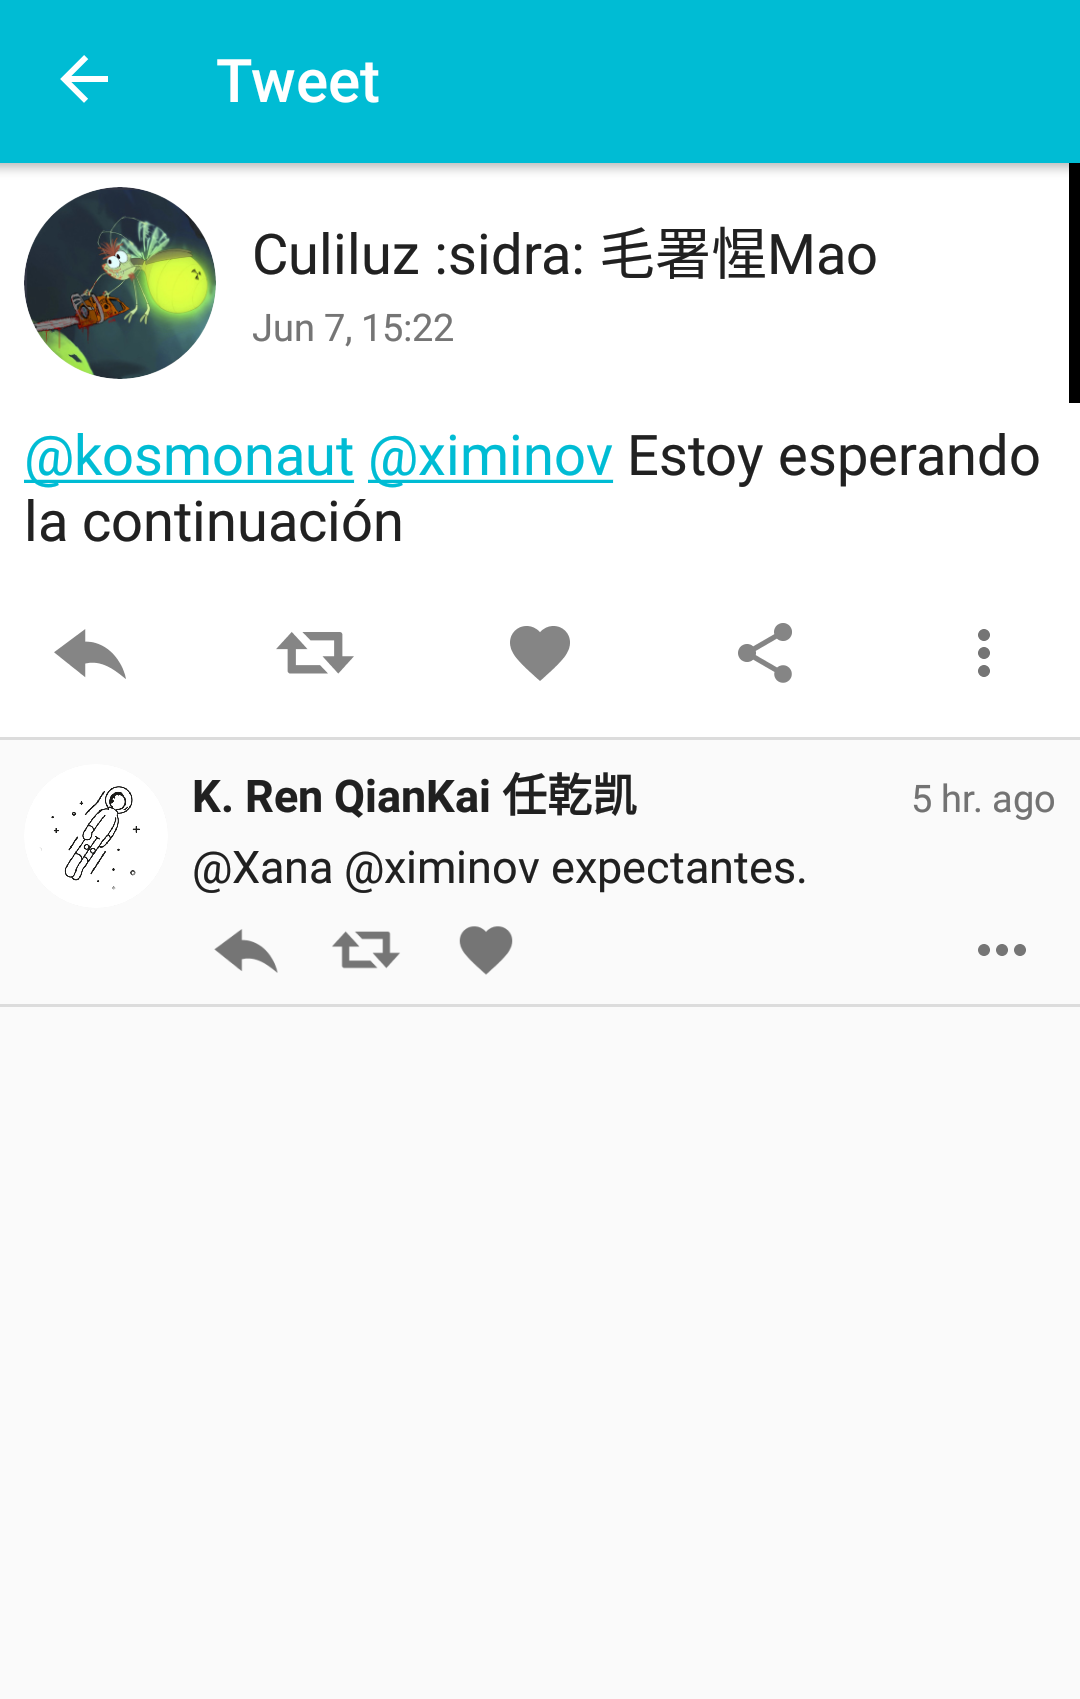 Tweet
Culiluz :sidra: 毛署惺Mao
Jun 7, 15:22
@kosmonaut @ximinov Estoy esperando
la continuación
K. Ren QianKai 任乾凯
5 hr. ago
@Xana @ximinov expectantes.